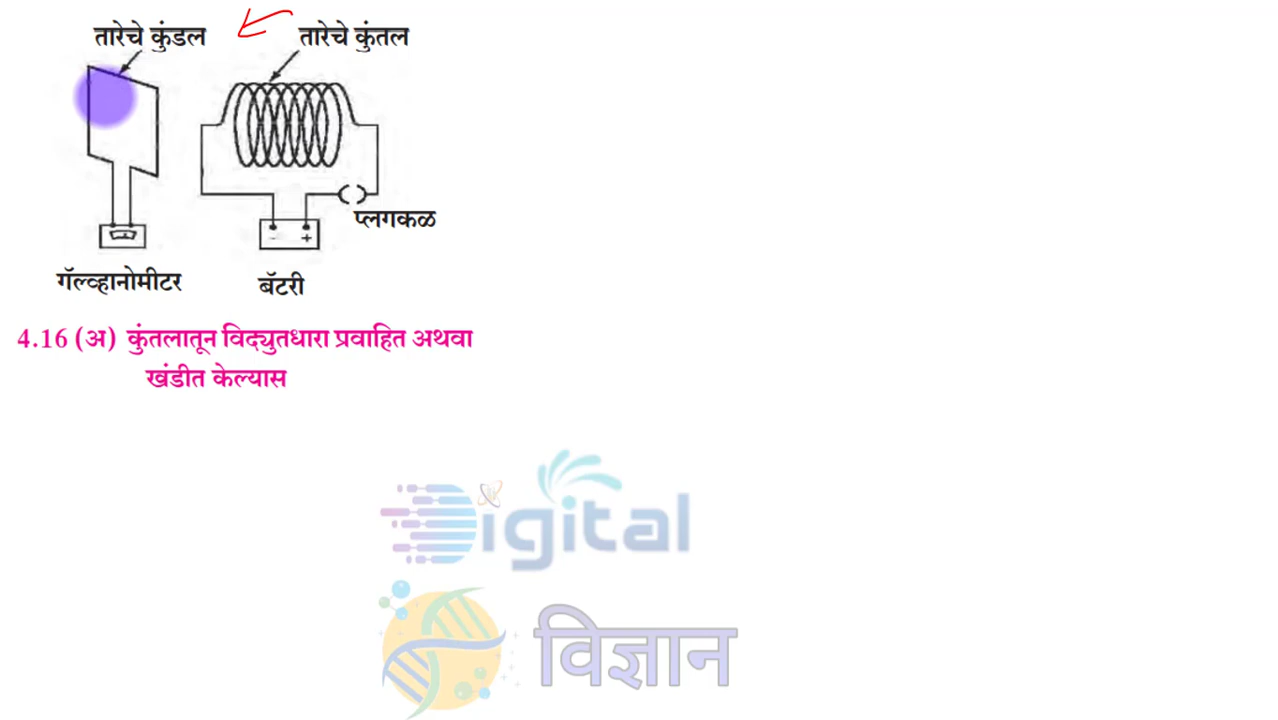 तारेचे कुंडल
तारेचे कुंतल
प्लगकळ
- +
गॅल्व्हानोमीटर
बॅटरी
4.16 (अ) कुंतलातून विद्युतधारा प्रवाहित अथवा
खंडीत केल्यास
Digital
विज्ञान